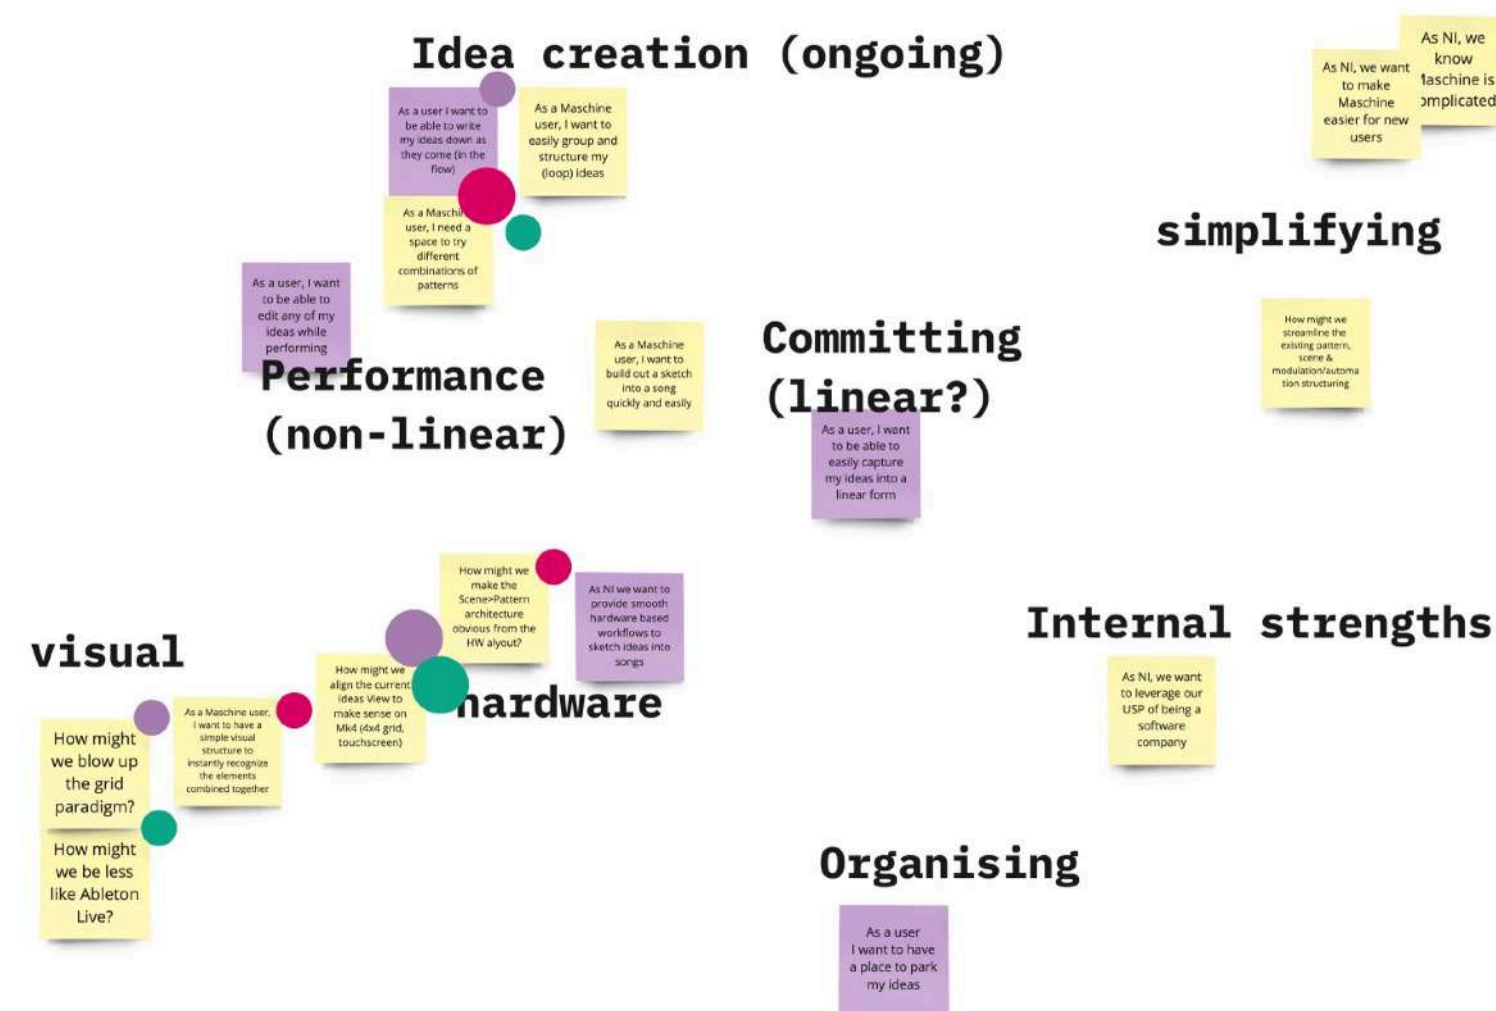 Idea creation (ongoing)
As a user I want to
be able to write
my ideas down as
they come (in the
flow)
As a Maschine
user, I want to
easily group and
structure my
(loop) ideas
As a Maschin
user, I need a
space to try
different
combinations of
patterns
As a user, I want
to be able to
edit any of my
ideas while
performing
Performance
(non-linear)
As a Maschine
user, I want to
build out a sketch
into a song
quickly and easily
Committing
(linear?)
As a user, I want
to be able to
easily capture
my ideas into a
linear form
As NI, we want
to make
Maschine
easier for new
users
As NI, we
know
Maschine is
omplicated
simplifying
How might we
streamline the
existing pattern,
scene &
modulation/automa
tion structuring
visual
How might
we blow up
the grid
paradigm?
How might
we be less
like Ableton
Live?
As a Maschine user,
I want to have a
simple visual
structure to
instantly recognize
the elements
combined together
How might we
align the current
Ideas View to
make sense on
Mk4 (4x4 grid,
touchscreen)
How might we
make the
Scene>Pattern
architecture
obvious from the
HW alyout?
As NI we want to
provide smooth
hardware based
workflows to
sketch ideas into
songs
hardware
Internal strengths
As NI, we want
to leverage our
USP of being a
software
company
Organising
As a user
I want to have
a place to park
my ideas